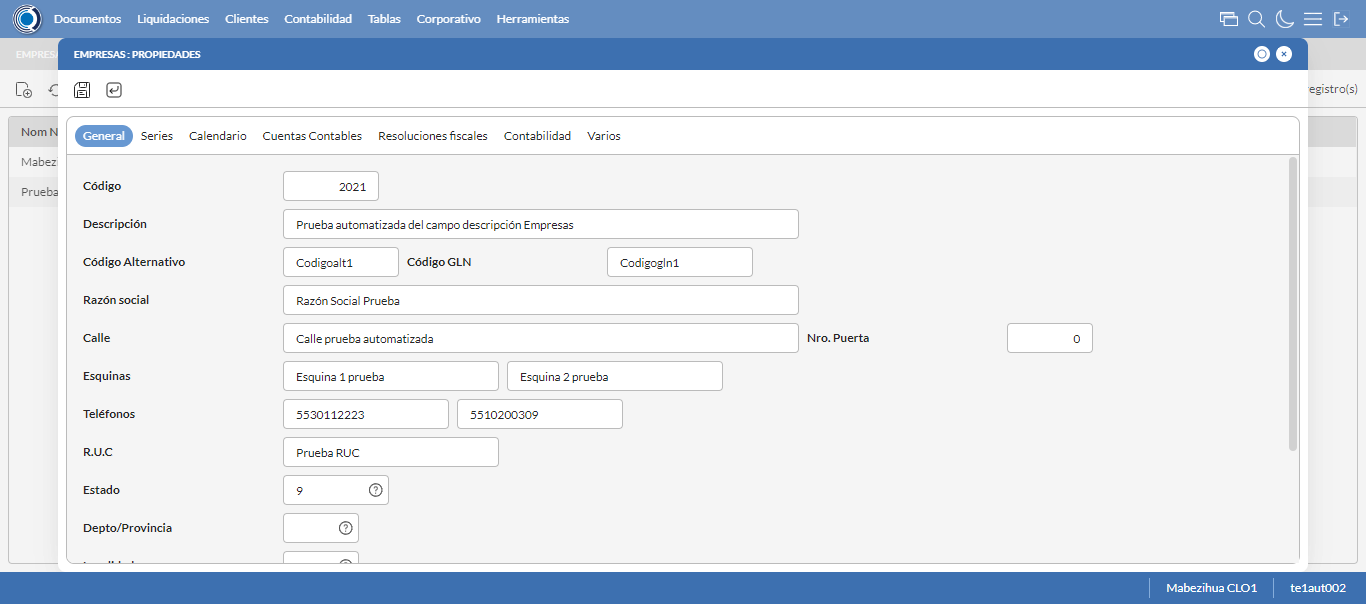 Documentos Liquidaciones Clientes Contabilidad Tablas Corporativo Herramientas
EMPRES
EMPRESAS : PROPIEDADES
egistro(s)
General Series Calendario Cuentas Contables Resoluciones fiscales Contabilidad Varios
Nom N
Mabez
Prueba
Código 2021
Descripción Prueba automatizada del campo descripción Empresas
Código Alternativo Codigoalt1 Código GLN Codigogln1
Razón social Razón Social Prueba
Calle Calle prueba automatizada Nro. Puerta 0
Esquinas Esquina 1 prueba Esquina 2 prueba
Teléfonos 5530112223 5510200309
R.U.C Prueba RUC
Estado 9
Depto/Provincia
Mabezihua CLO1 te1aut002